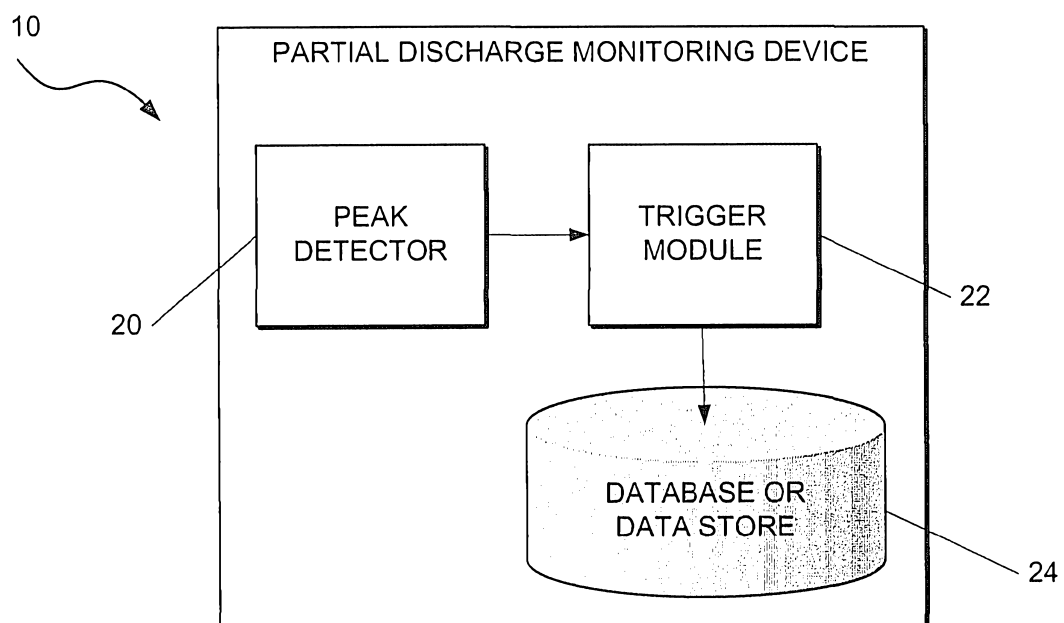 10
PARTIAL DISCHARGE MONITORING DEVICE
PEAK
DETECTOR
TRIGGER
MODULE
20
22
DATABASE OR
DATA STORE
24